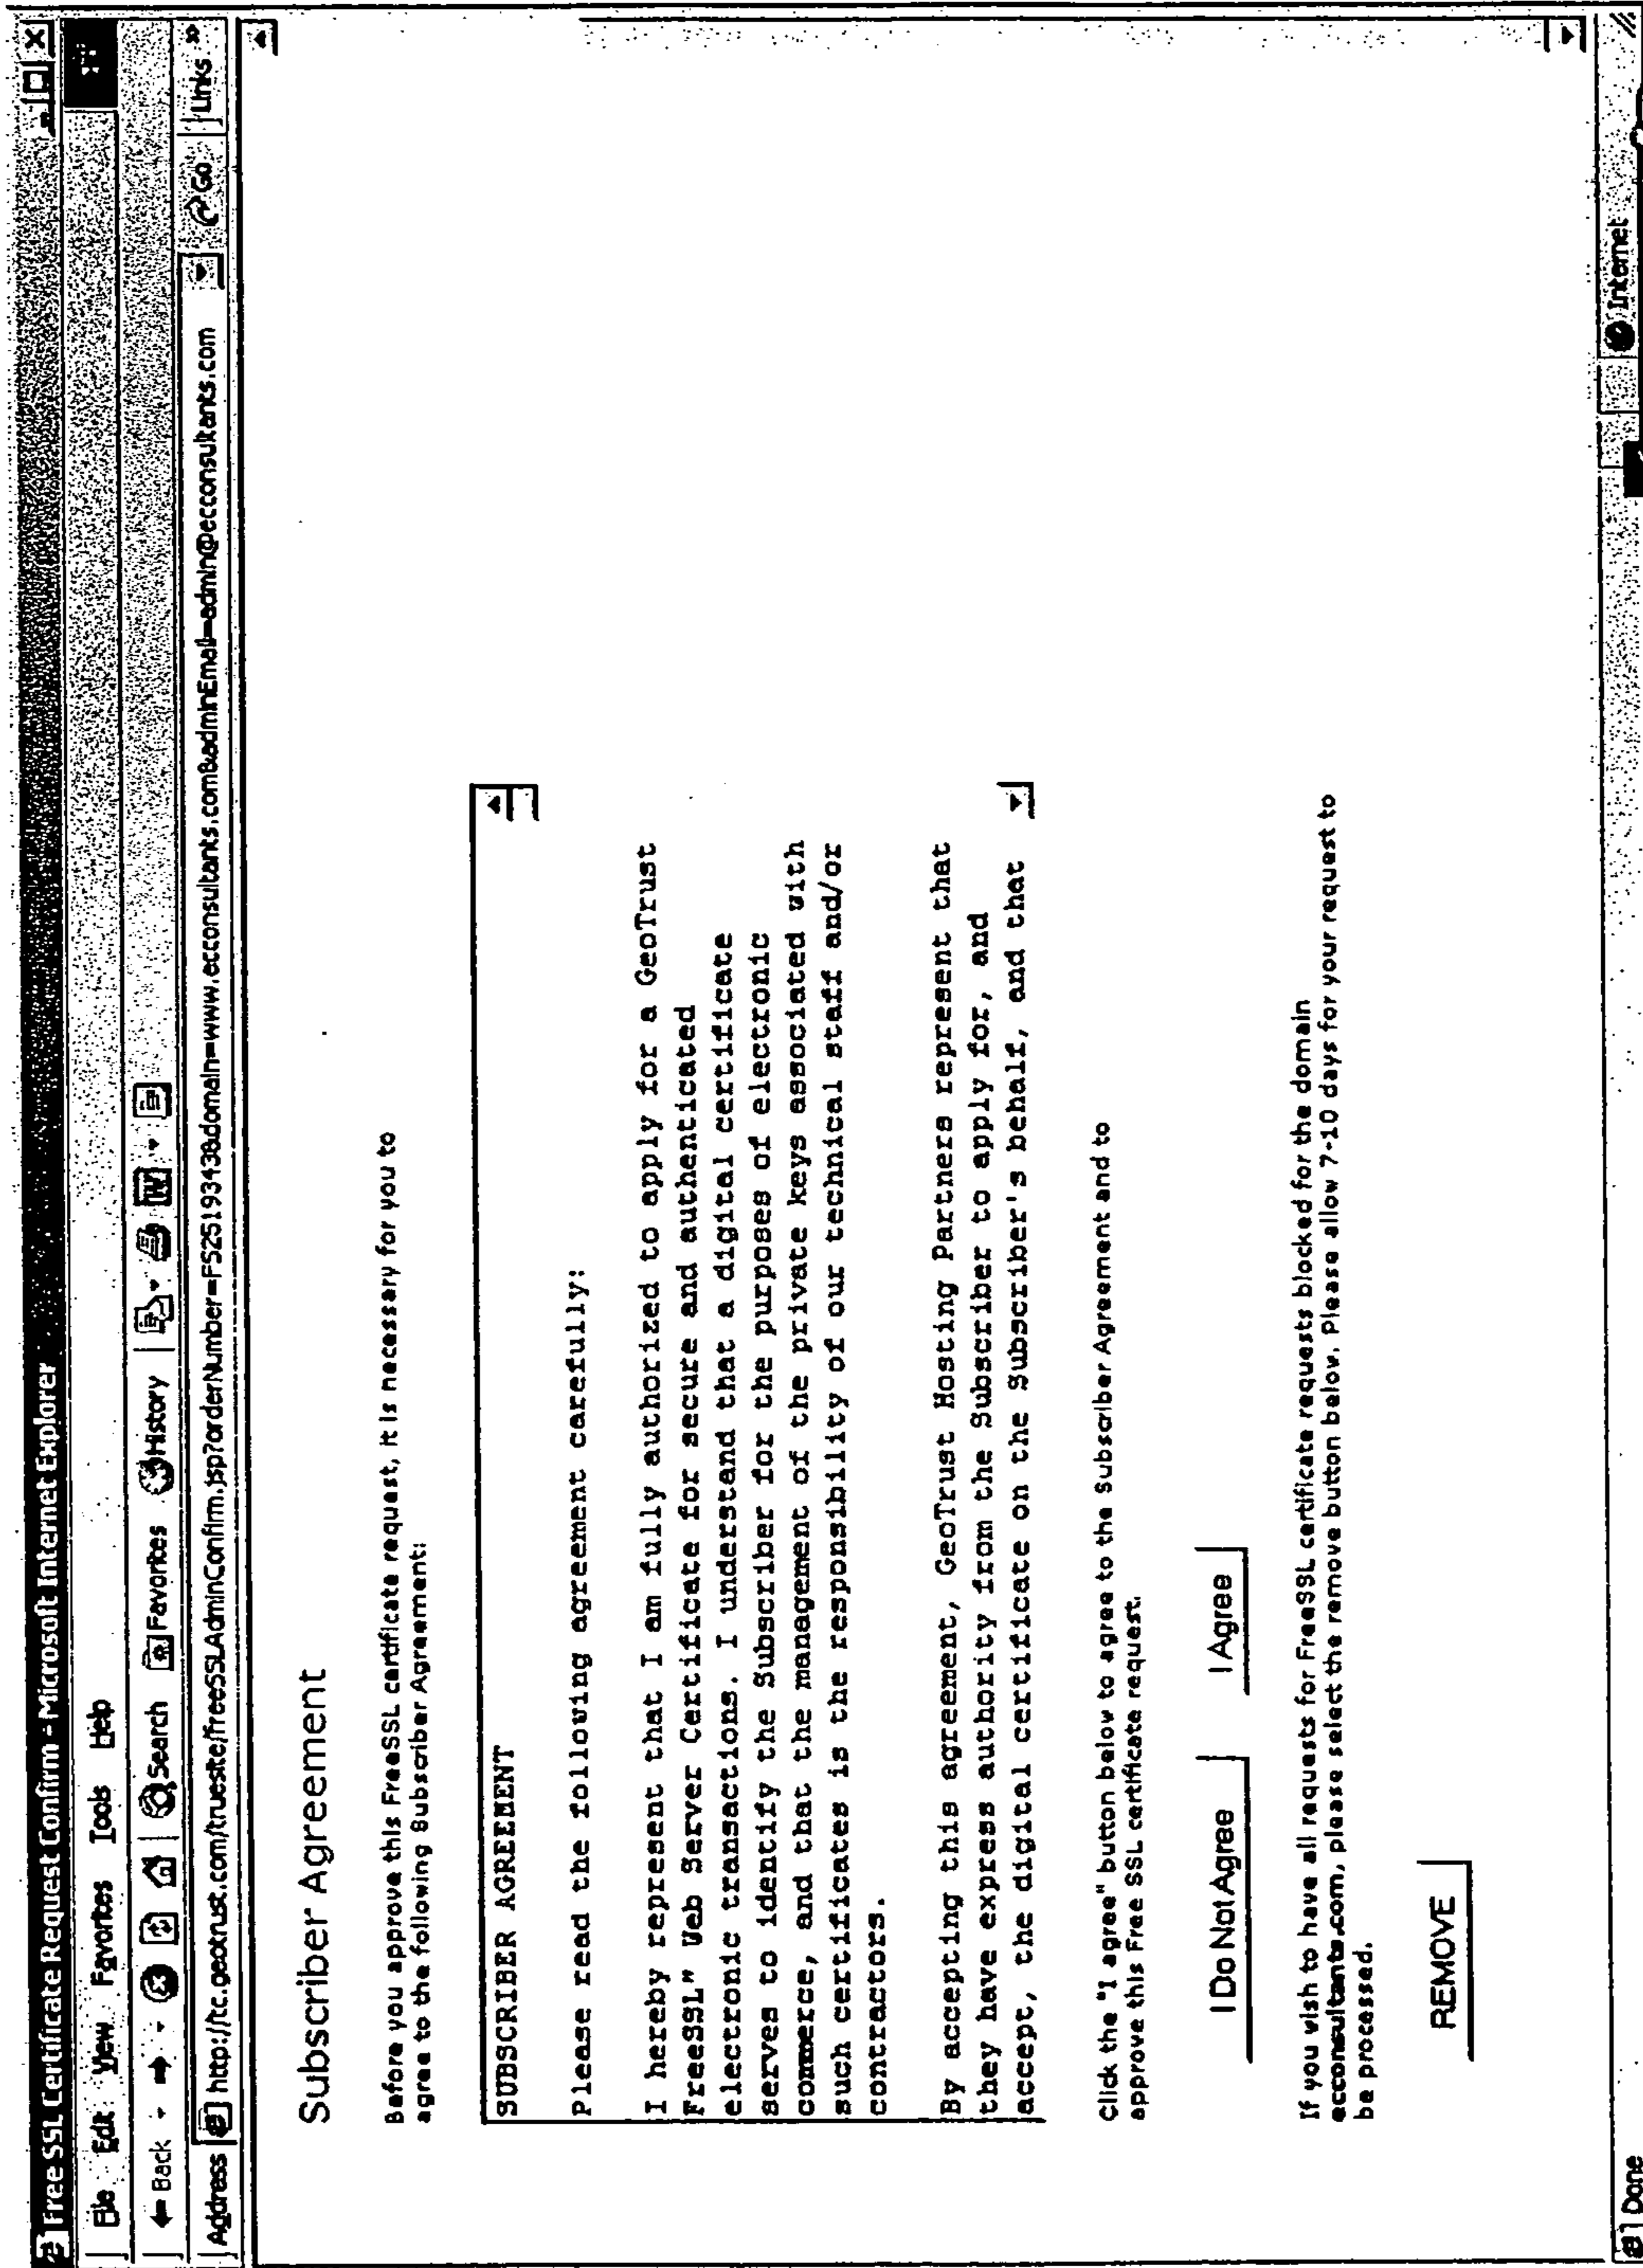 Free SSL Certificate Request Confirm - Microsoft Internet Explorer
File Edit View Favorites Tools Help
Back Search Favorites History
Address http://tc.geotrust.com/truesite/freeSSLAdminConfirm.jsp?orderNumber=FS25193438domain=www.ecconsultants.com&adminEmail=admin@ecconsultants.com Go Links »
Subscriber Agreement
Before you approve this FreeSSL certificate request, it is necessary for you to
agree to the following Subscriber Agreement:
SUBSCRIBER AGREEMENT
Please read the following agreement carefully:
I hereby represent that I am fully authorized to apply for a GeoTrust
FreeSSL" Web Server Certificate for secure and authenticated
electronic transactions. I understand that a digital certificate
serves to identify the Subscriber for the purposes of electronic
commerce, and that the management of the private keys associated with
such certificates is the responsibility of our technical staff and/or
contractors.
By accepting this agreement, GeoTrust Hosting Partners represent that
they have express authority from the Subscriber to apply for, and
accept, the digital certificate on the Subscriber's behalf, and that
Click the "I agree" button below to agree to the Subscriber Agreement and to
approve this Free SSL certificate request.
I Do Not Agree I Agree
If you wish to have all requests for FreeSSL certificate requests blocked for the domain
ecconsultants.com, please select the remove button below. Please allow 7-10 days for your request to
be processed.
REMOVE
Done Internet